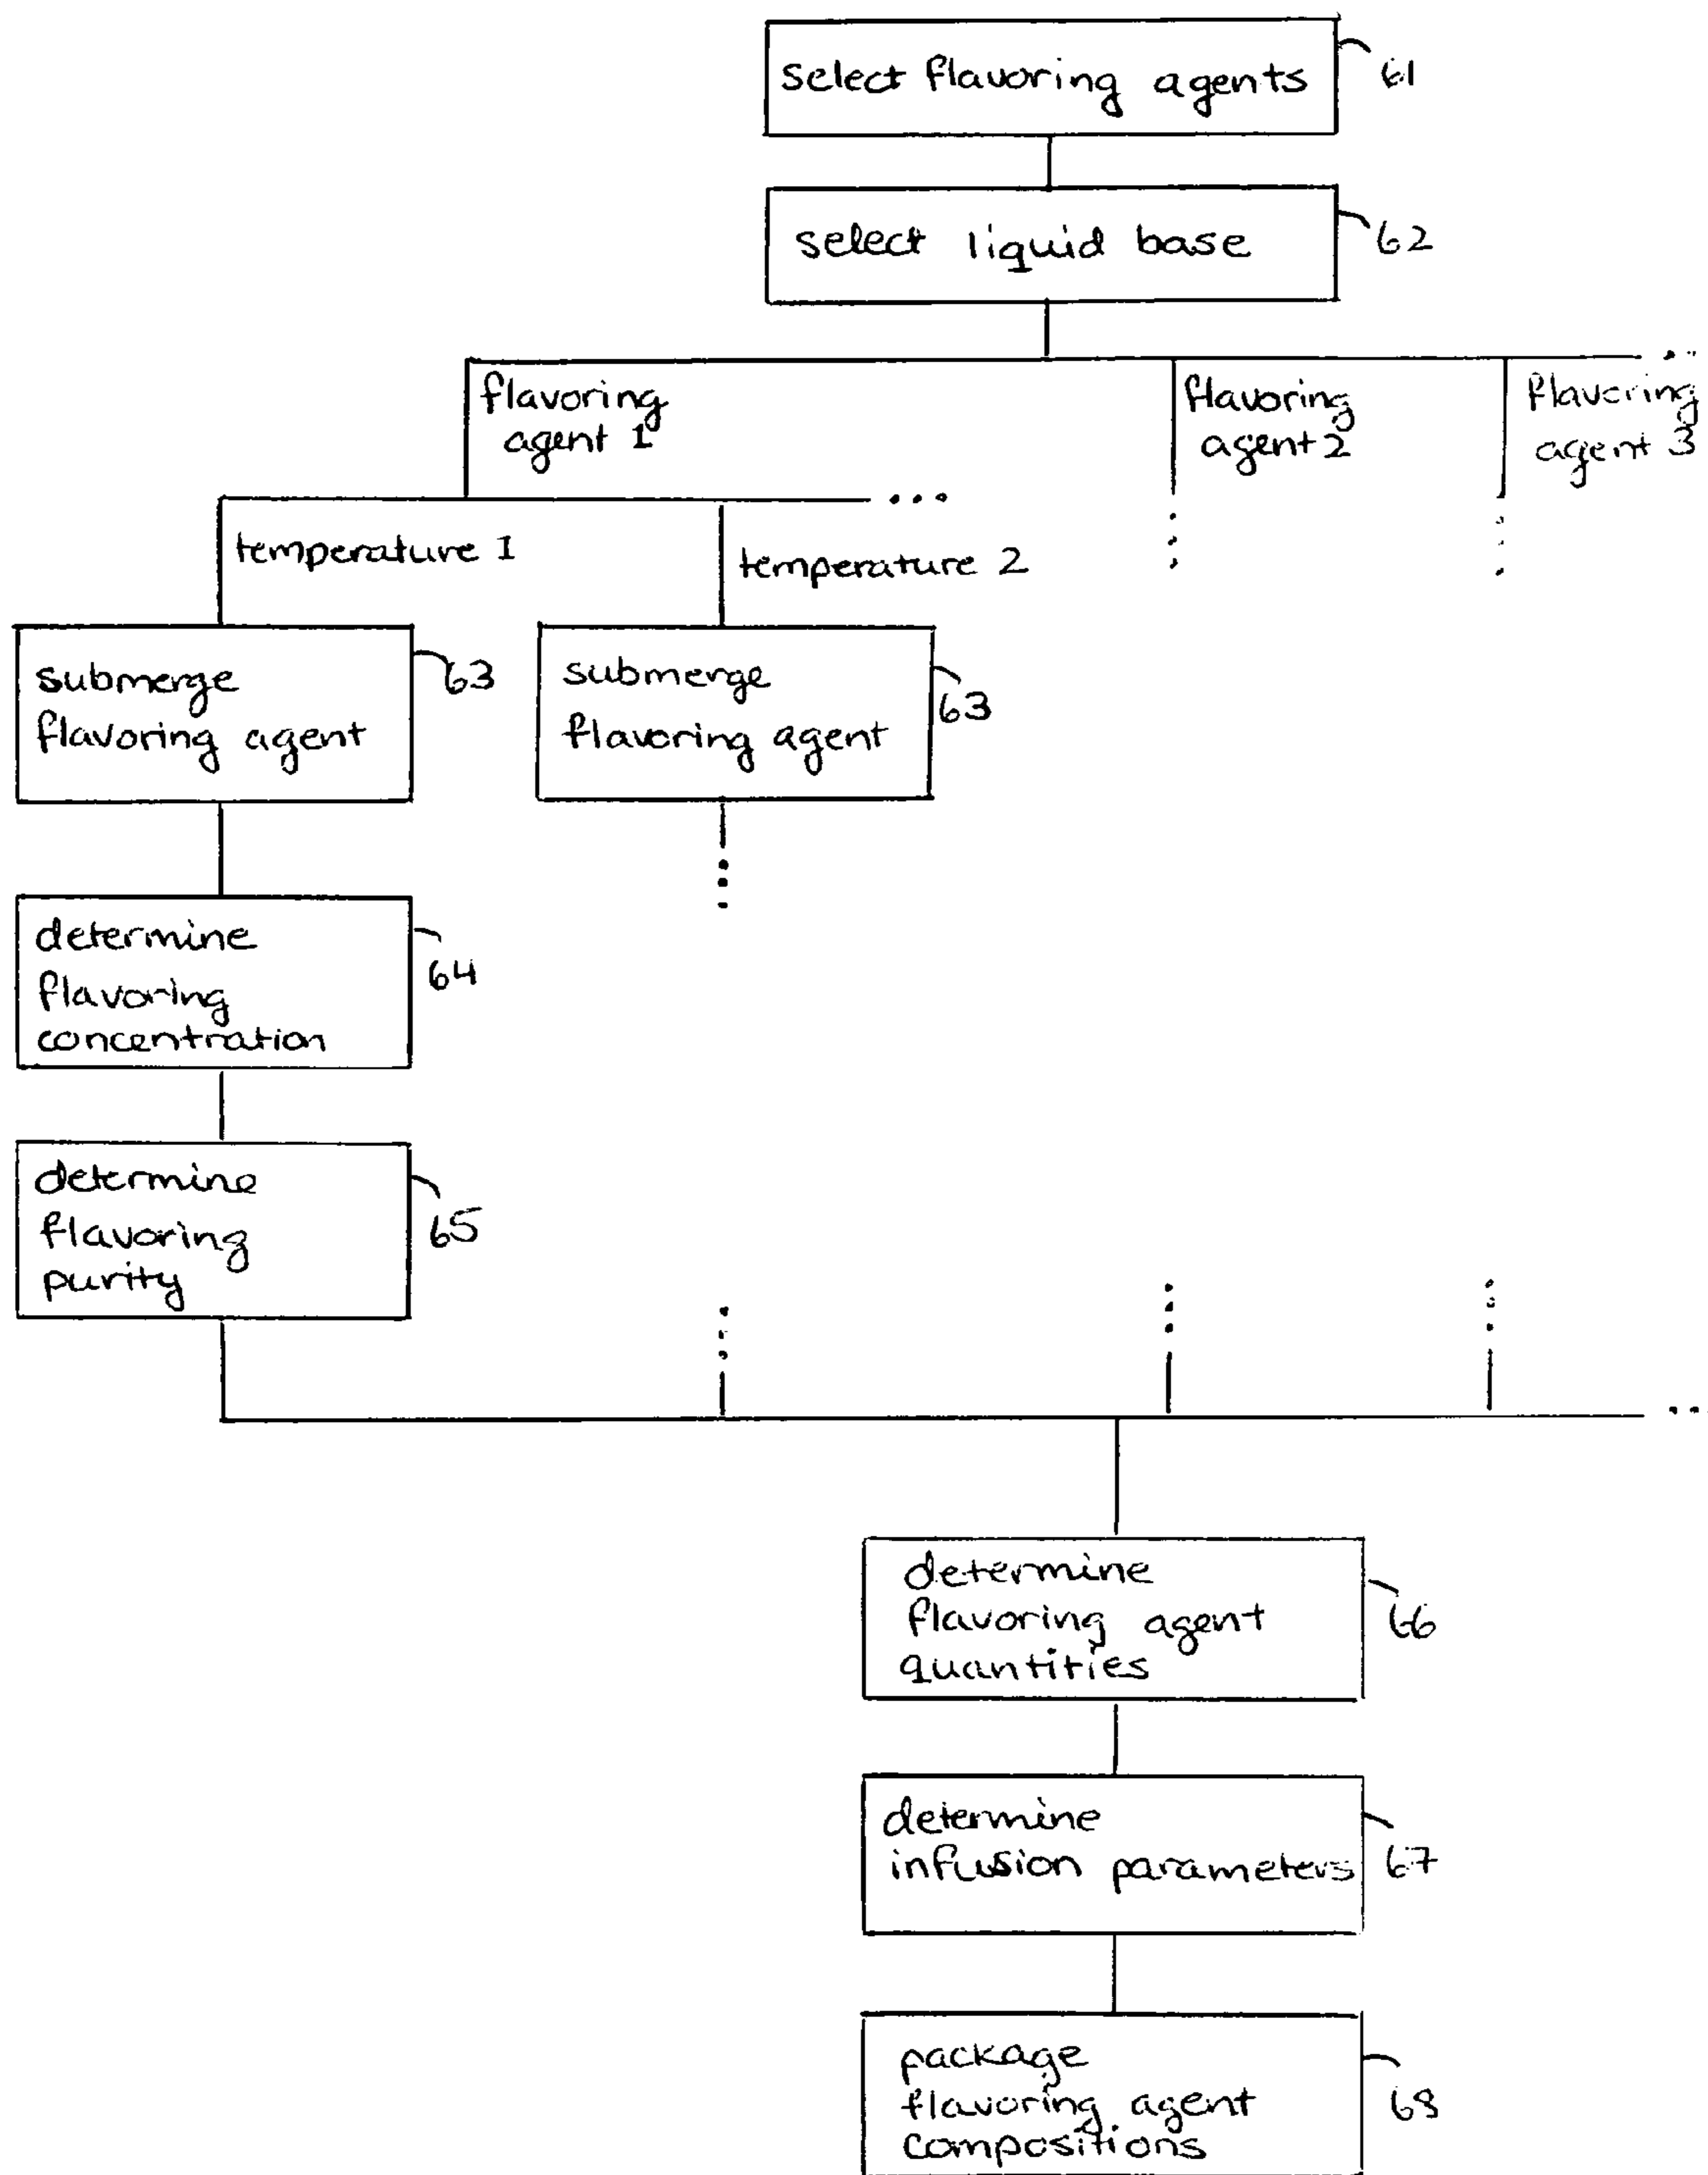 select flavoring agents
61
select liquid base
62
flavoring
agent 1
flavoring
agent 2
flavoring
agent 3
temperature 1
temperature 2
submerge
flavoring agent
63
submerge
flavoring agent
63
determine
flavoring
concentration
64
determine
flavoring
purity
65
determine
flavoring agent
quantities
66
determine
infusion parameters
67
package
flavoring agent
compositions
68